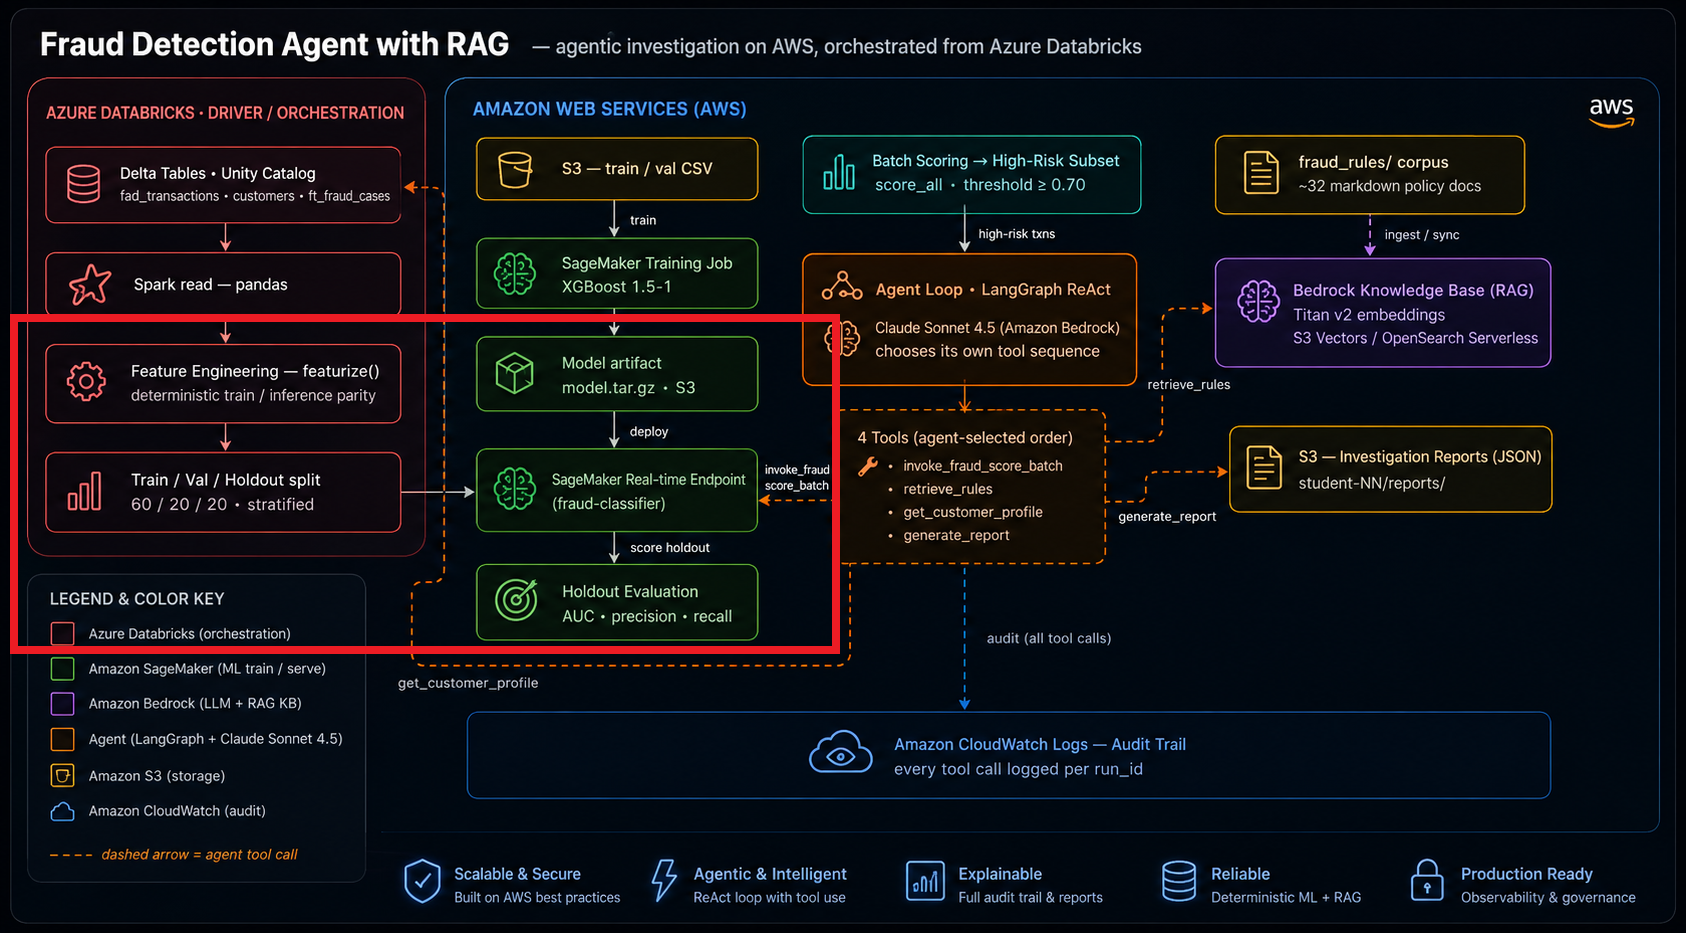 Fraud Detection Agent with RAG — agentic investigation on AWS, orchestrated from Azure Databricks
AZURE DATABRICKS · DRIVER / ORCHESTRATION
Delta Tables • Unity Catalog
fad_transactions • customers • ft_fraud_cases
Spark read — pandas
Feature Engineering — featurize()
deterministic train / inference parity
Train / Val / Holdout split
60 / 20 / 20 • stratified
LEGEND & COLOR KEY
Azure Databricks (orchestration)
Amazon SageMaker (ML train / serve)
Amazon Bedrock (LLM + RAG KB)
Agent (LangGraph + Claude Sonnet 4.5)
Amazon S3 (storage)
Amazon CloudWatch (audit)
dashed arrow = agent tool call
AMAZON WEB SERVICES (AWS)
aws
S3 — train / val CSV
train
SageMaker Training Job
XGBoost 1.5-1
Model artifact
model.tar.gz • S3
deploy
SageMaker Real-time Endpoint
(fraud-classifier)
score holdout
Holdout Evaluation
AUC • precision • recall
invoke_fraud
score_batch
get_customer_profile
Batch Scoring → High-Risk Subset
score_all • threshold ≥ 0.70
high-risk txns
Agent Loop • LangGraph ReAct
Claude Sonnet 4.5 (Amazon Bedrock)
chooses its own tool sequence
4 Tools (agent-selected order)
• invoke_fraud_score_batch
• retrieve_rules
• get_customer_profile
• generate_report
audit (all tool calls)
fraud_rules/ corpus
~32 markdown policy docs
ingest / sync
Bedrock Knowledge Base (RAG)
Titan v2 embeddings
S3 Vectors / OpenSearch Serverless
retrieve_rules
S3 — Investigation Reports (JSON)
student-NN/reports/
generate_report
Amazon CloudWatch Logs — Audit Trail
every tool call logged per run_id
Scalable & Secure
Built on AWS best practices
Agentic & Intelligent
ReAct loop with tool use
Explainable
Full audit trail & reports
Reliable
Deterministic ML + RAG
Production Ready
Observability & governance